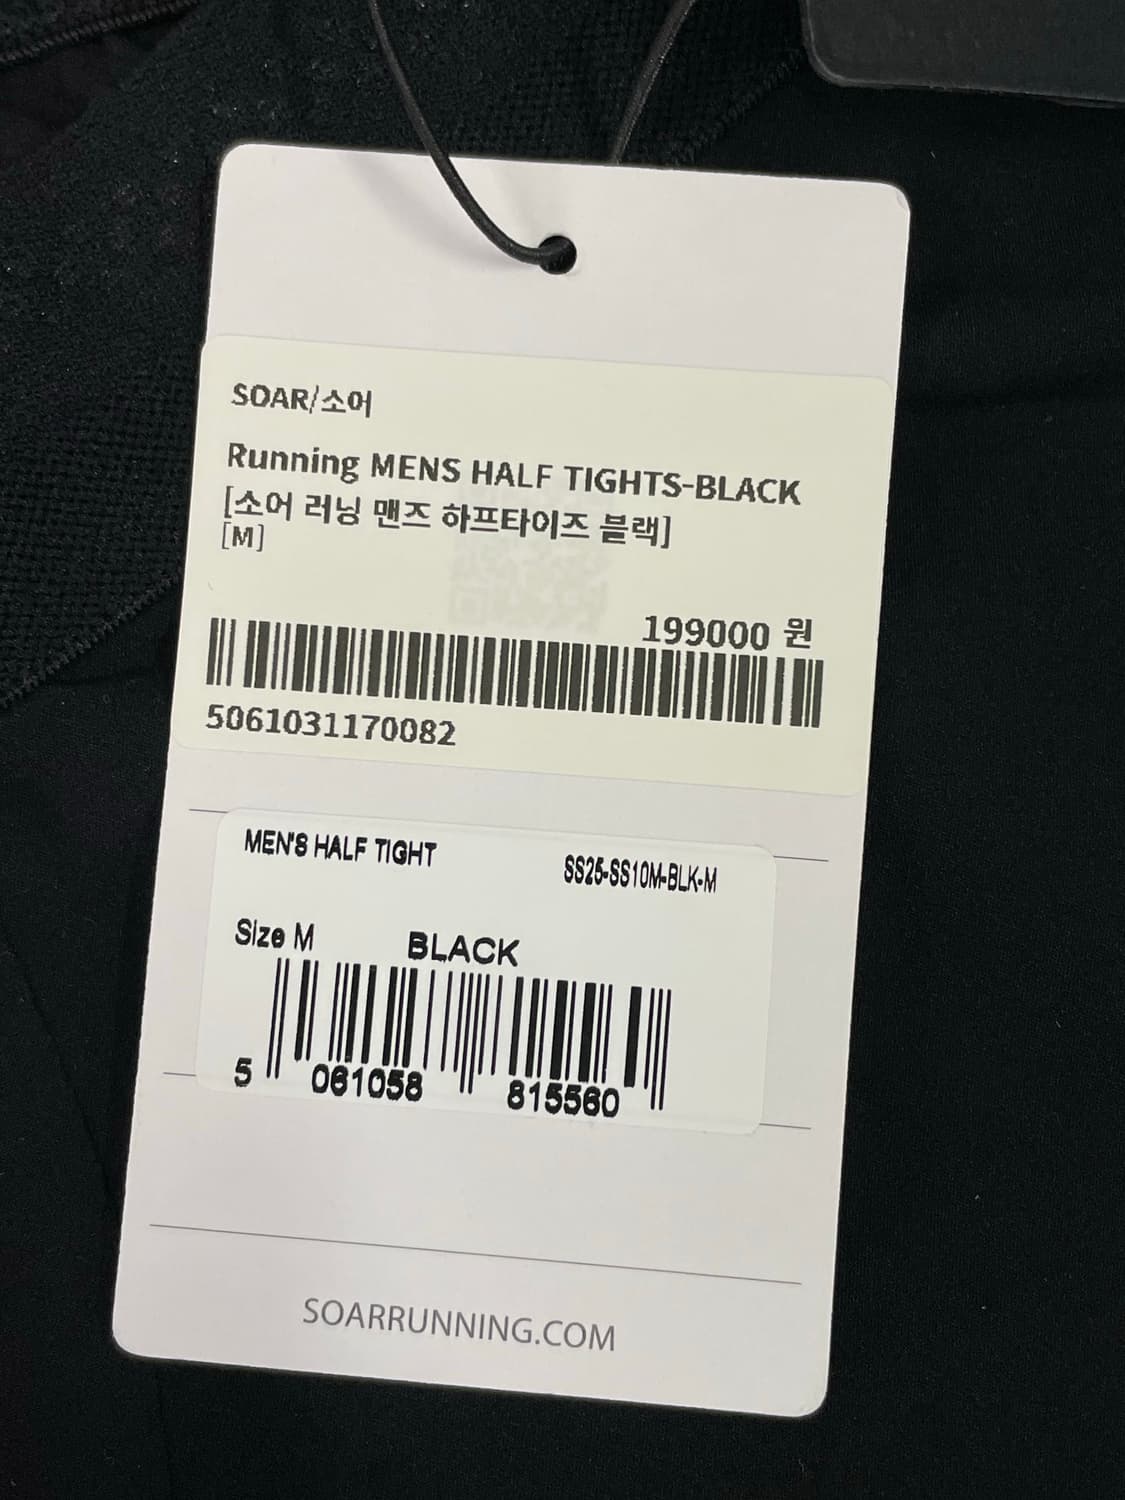 SOAR/소어
Running MENS HALF TIGHTS-BLACK
[소어 러닝 맨즈 하프타이즈 블랙]
[M]
199000 원
5061031170082
MEN'S HALF TIGHT
SS25-SS10M-BLK-M
Size M BLACK
5 061058 815560
SOARRUNNING.COM